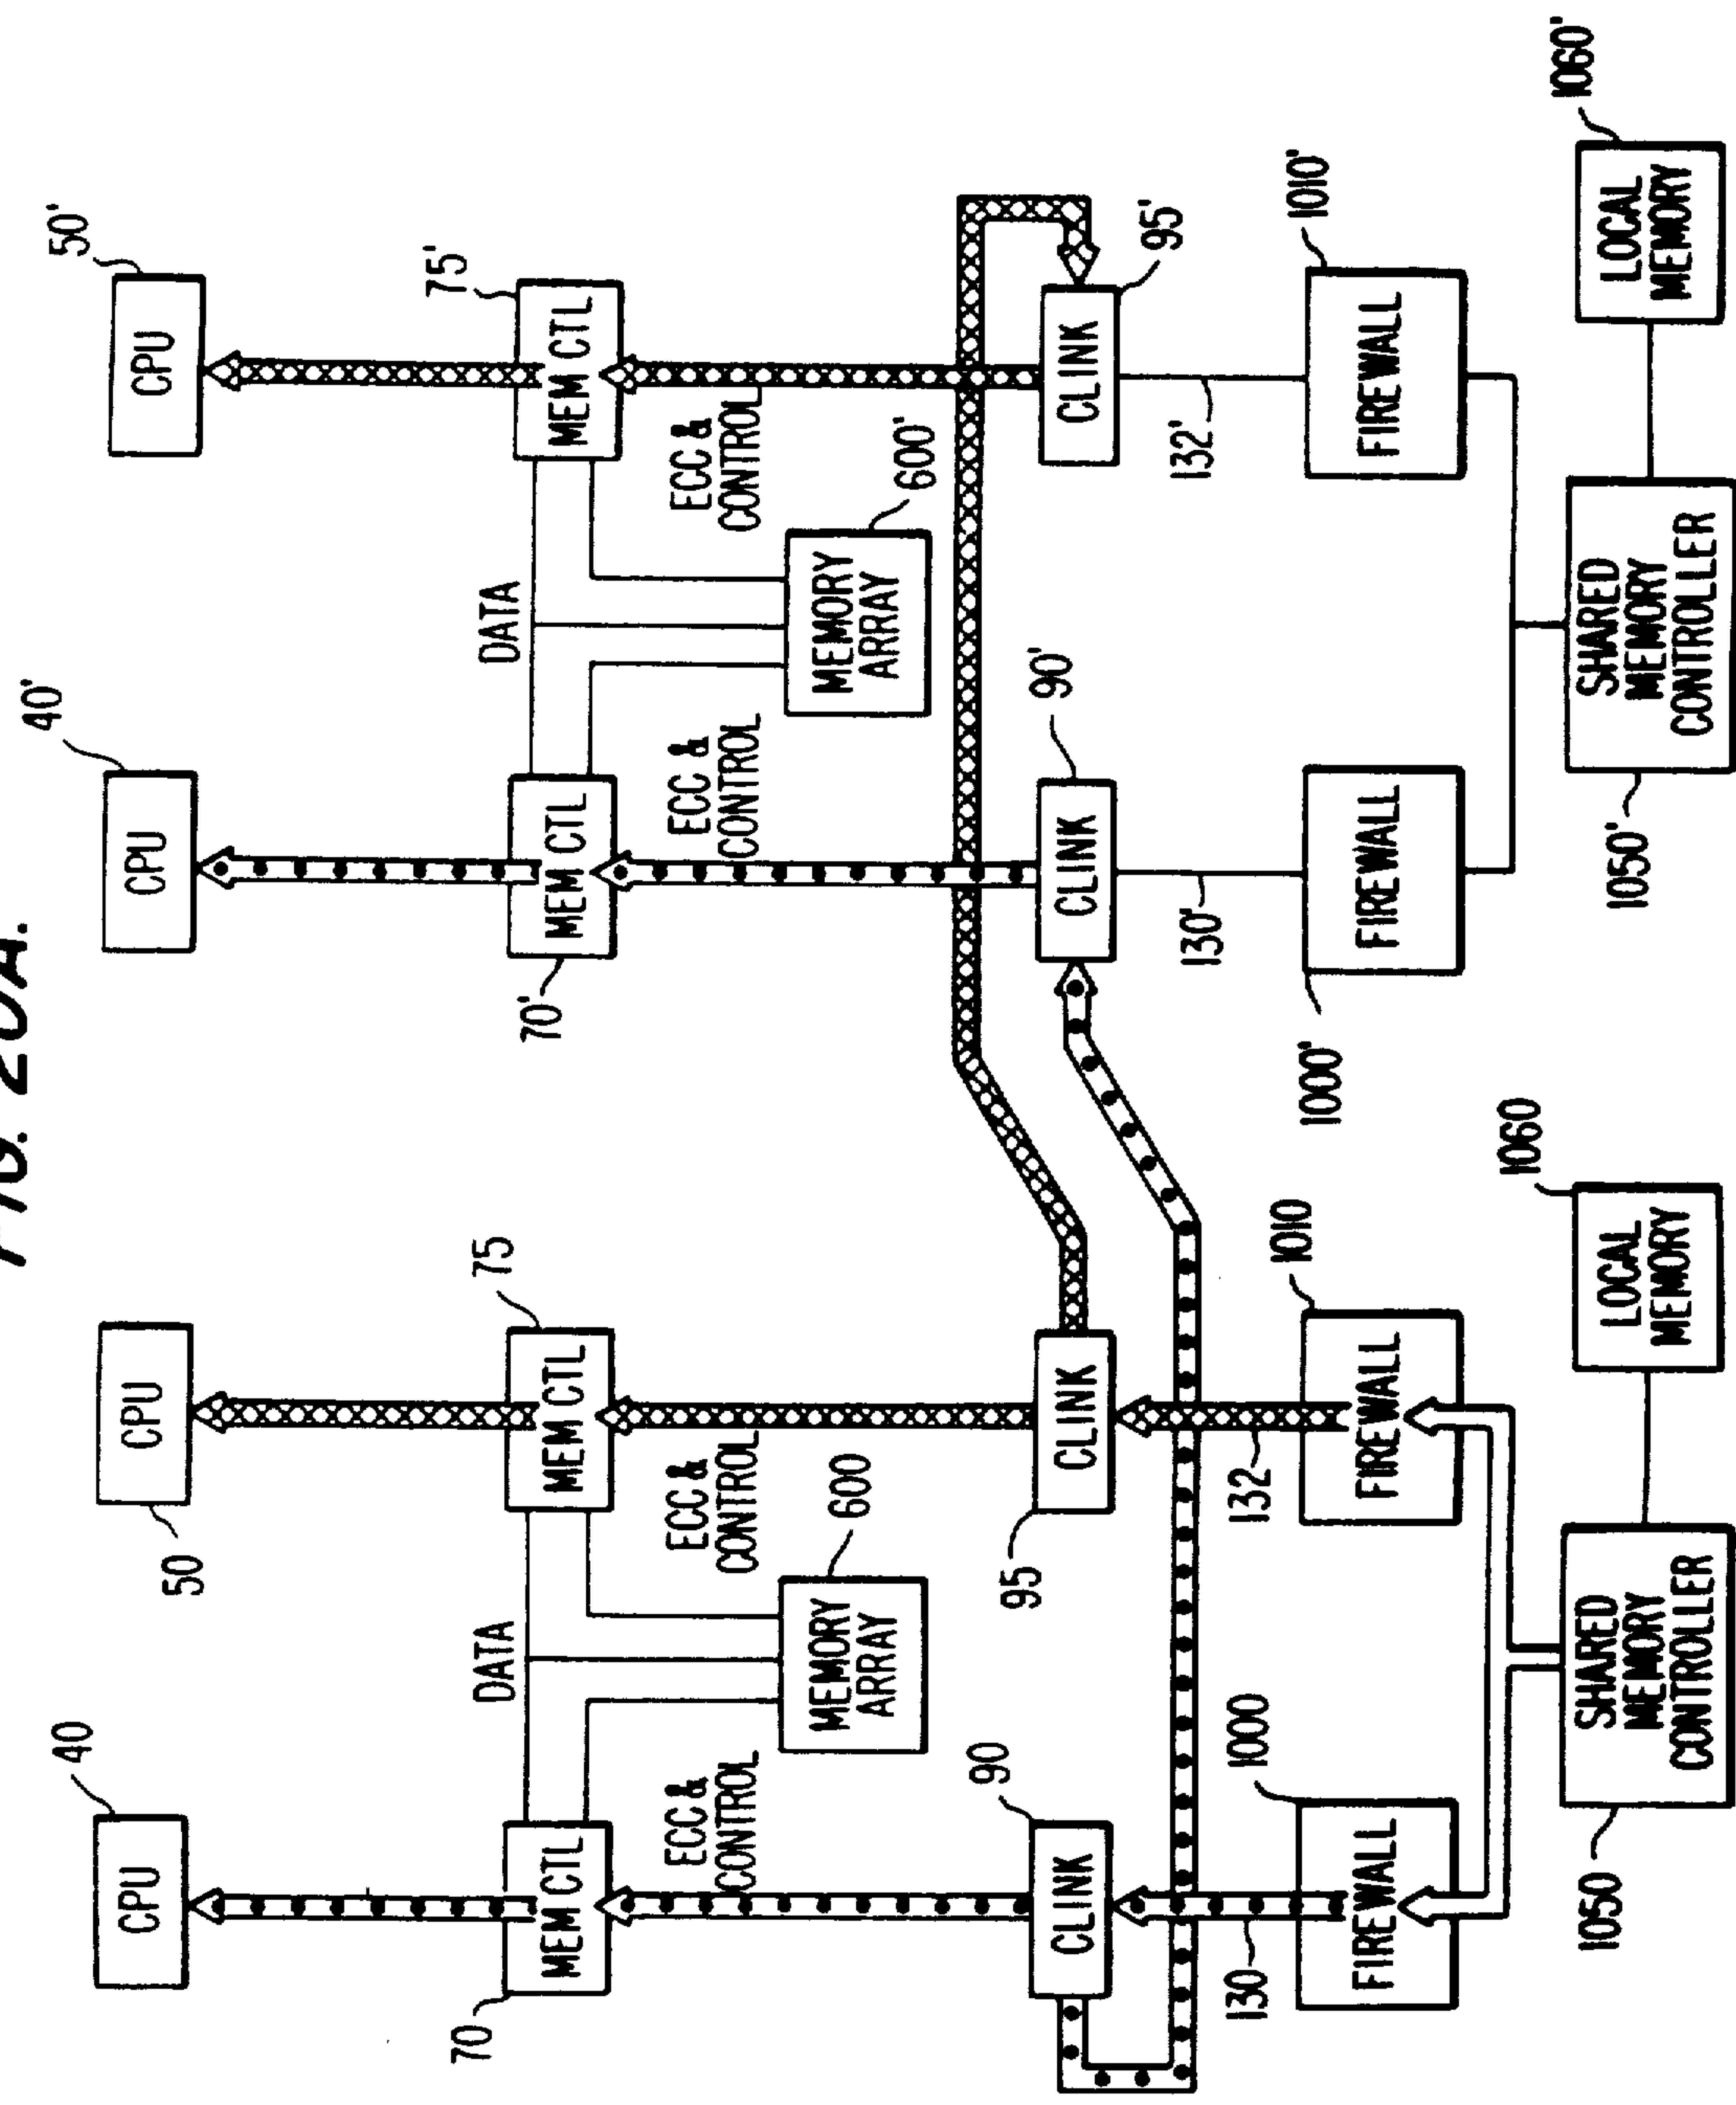 FIG. 20A.
40
CPU
CPU
50
40'
CPU
CPU
50'
70
MEM CTL
DATA
MEM CTL
75
70'
MEM CTL
DATA
MEM CTL
75'
ECC &
CONTROL
ECC &
CONTROL
ECC &
CONTROL
ECC &
CONTROL
MEMORY
ARRAY
600
MEMORY
ARRAY
600'
90
CLINK
95
CLINK
CLINK
90'
CLINK
95'
130
132
130'
132'
1000
FIREWALL
FIREWALL
1010
1000'
FIREWALL
FIREWALL
1010'
1050
SHARED
MEMORY
CONTROLLER
LOCAL
MEMORY
1060
1050'
SHARED
MEMORY
CONTROLLER
LOCAL
MEMORY
1060'